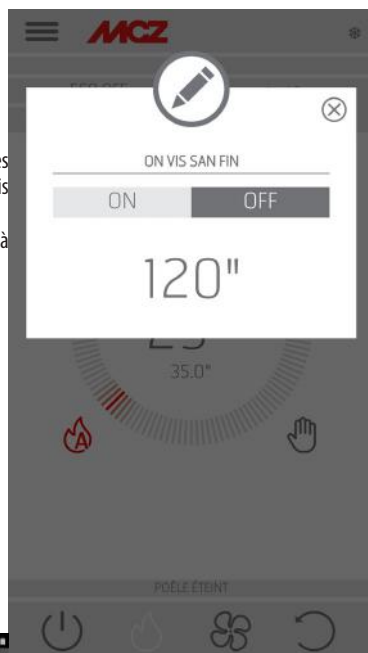 MCZ
ON VIS SAN FIN
ON OFF
120"
35.0°
POÊLE ÉTEINT